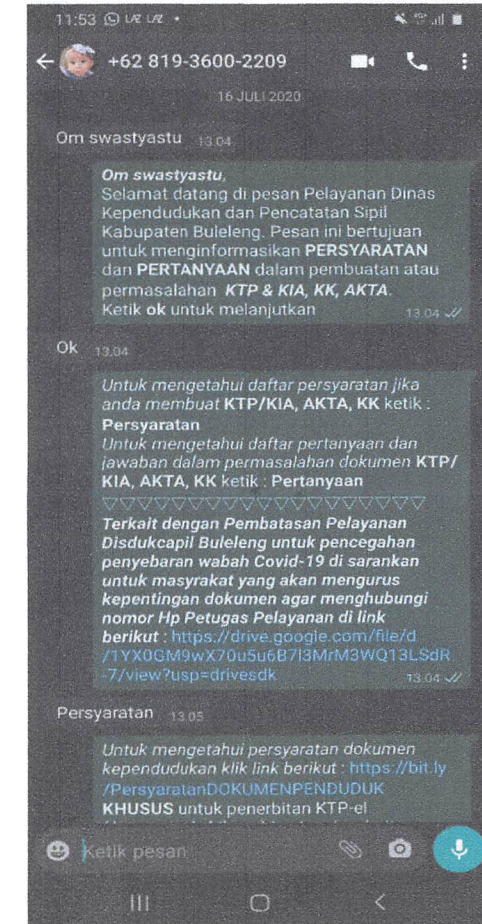 11:53
+62 819-3600-2209
16 JULI 2020
Om swastyastu 13.04
Om swastyastu,
Selamat datang di pesan Pelayanan Dinas
Kependudukan dan Pencatatan Sipil
Kabupaten Buleleng. Pesan ini bertujuan
untuk menginformasikan PERSYARATAN
dan PERTANYAAN dalam pembuatan atau
permasalahan KTP & KIA, KK, AKTA.
Ketik ok untuk melanjutkan 13.04
Ok 13.04
Untuk mengetahui daftar persyaratan jika
anda membuat KTP/KIA, AKTA, KK ketik :
Persyaratan
Untuk mengetahui daftar pertanyaan dan
jawaban dalam permasalahan dokumen KTP/
KIA, AKTA, KK ketik : Pertanyaan
▽▽▽▽▽▽▽▽▽▽▽▽▽▽▽▽▽▽▽
Terkait dengan Pembatasan Pelayanan
Disdukcapil Buleleng untuk pencegahan
penyebaran wabah Covid-19 di sarankan
untuk masyrakat yang akan mengurus
kepentingan dokumen agar menghubungi
nomor Hp Petugas Pelayanan di link
berikut : https://drive.google.com/file/d
/1YX0GM9wX70u5u6B7l3MrM3WQ13LSdR
-7/view?usp=drivesdk 13.04
Persyaratan 13.05
Untuk mengetahui persyaratan dokumen
kependudukan klik link berikut : https://bit.ly
/PersyaratanDOKUMENPENDUDUK
KHUSUS untuk penerbitan KTP-el
Ketik pesan